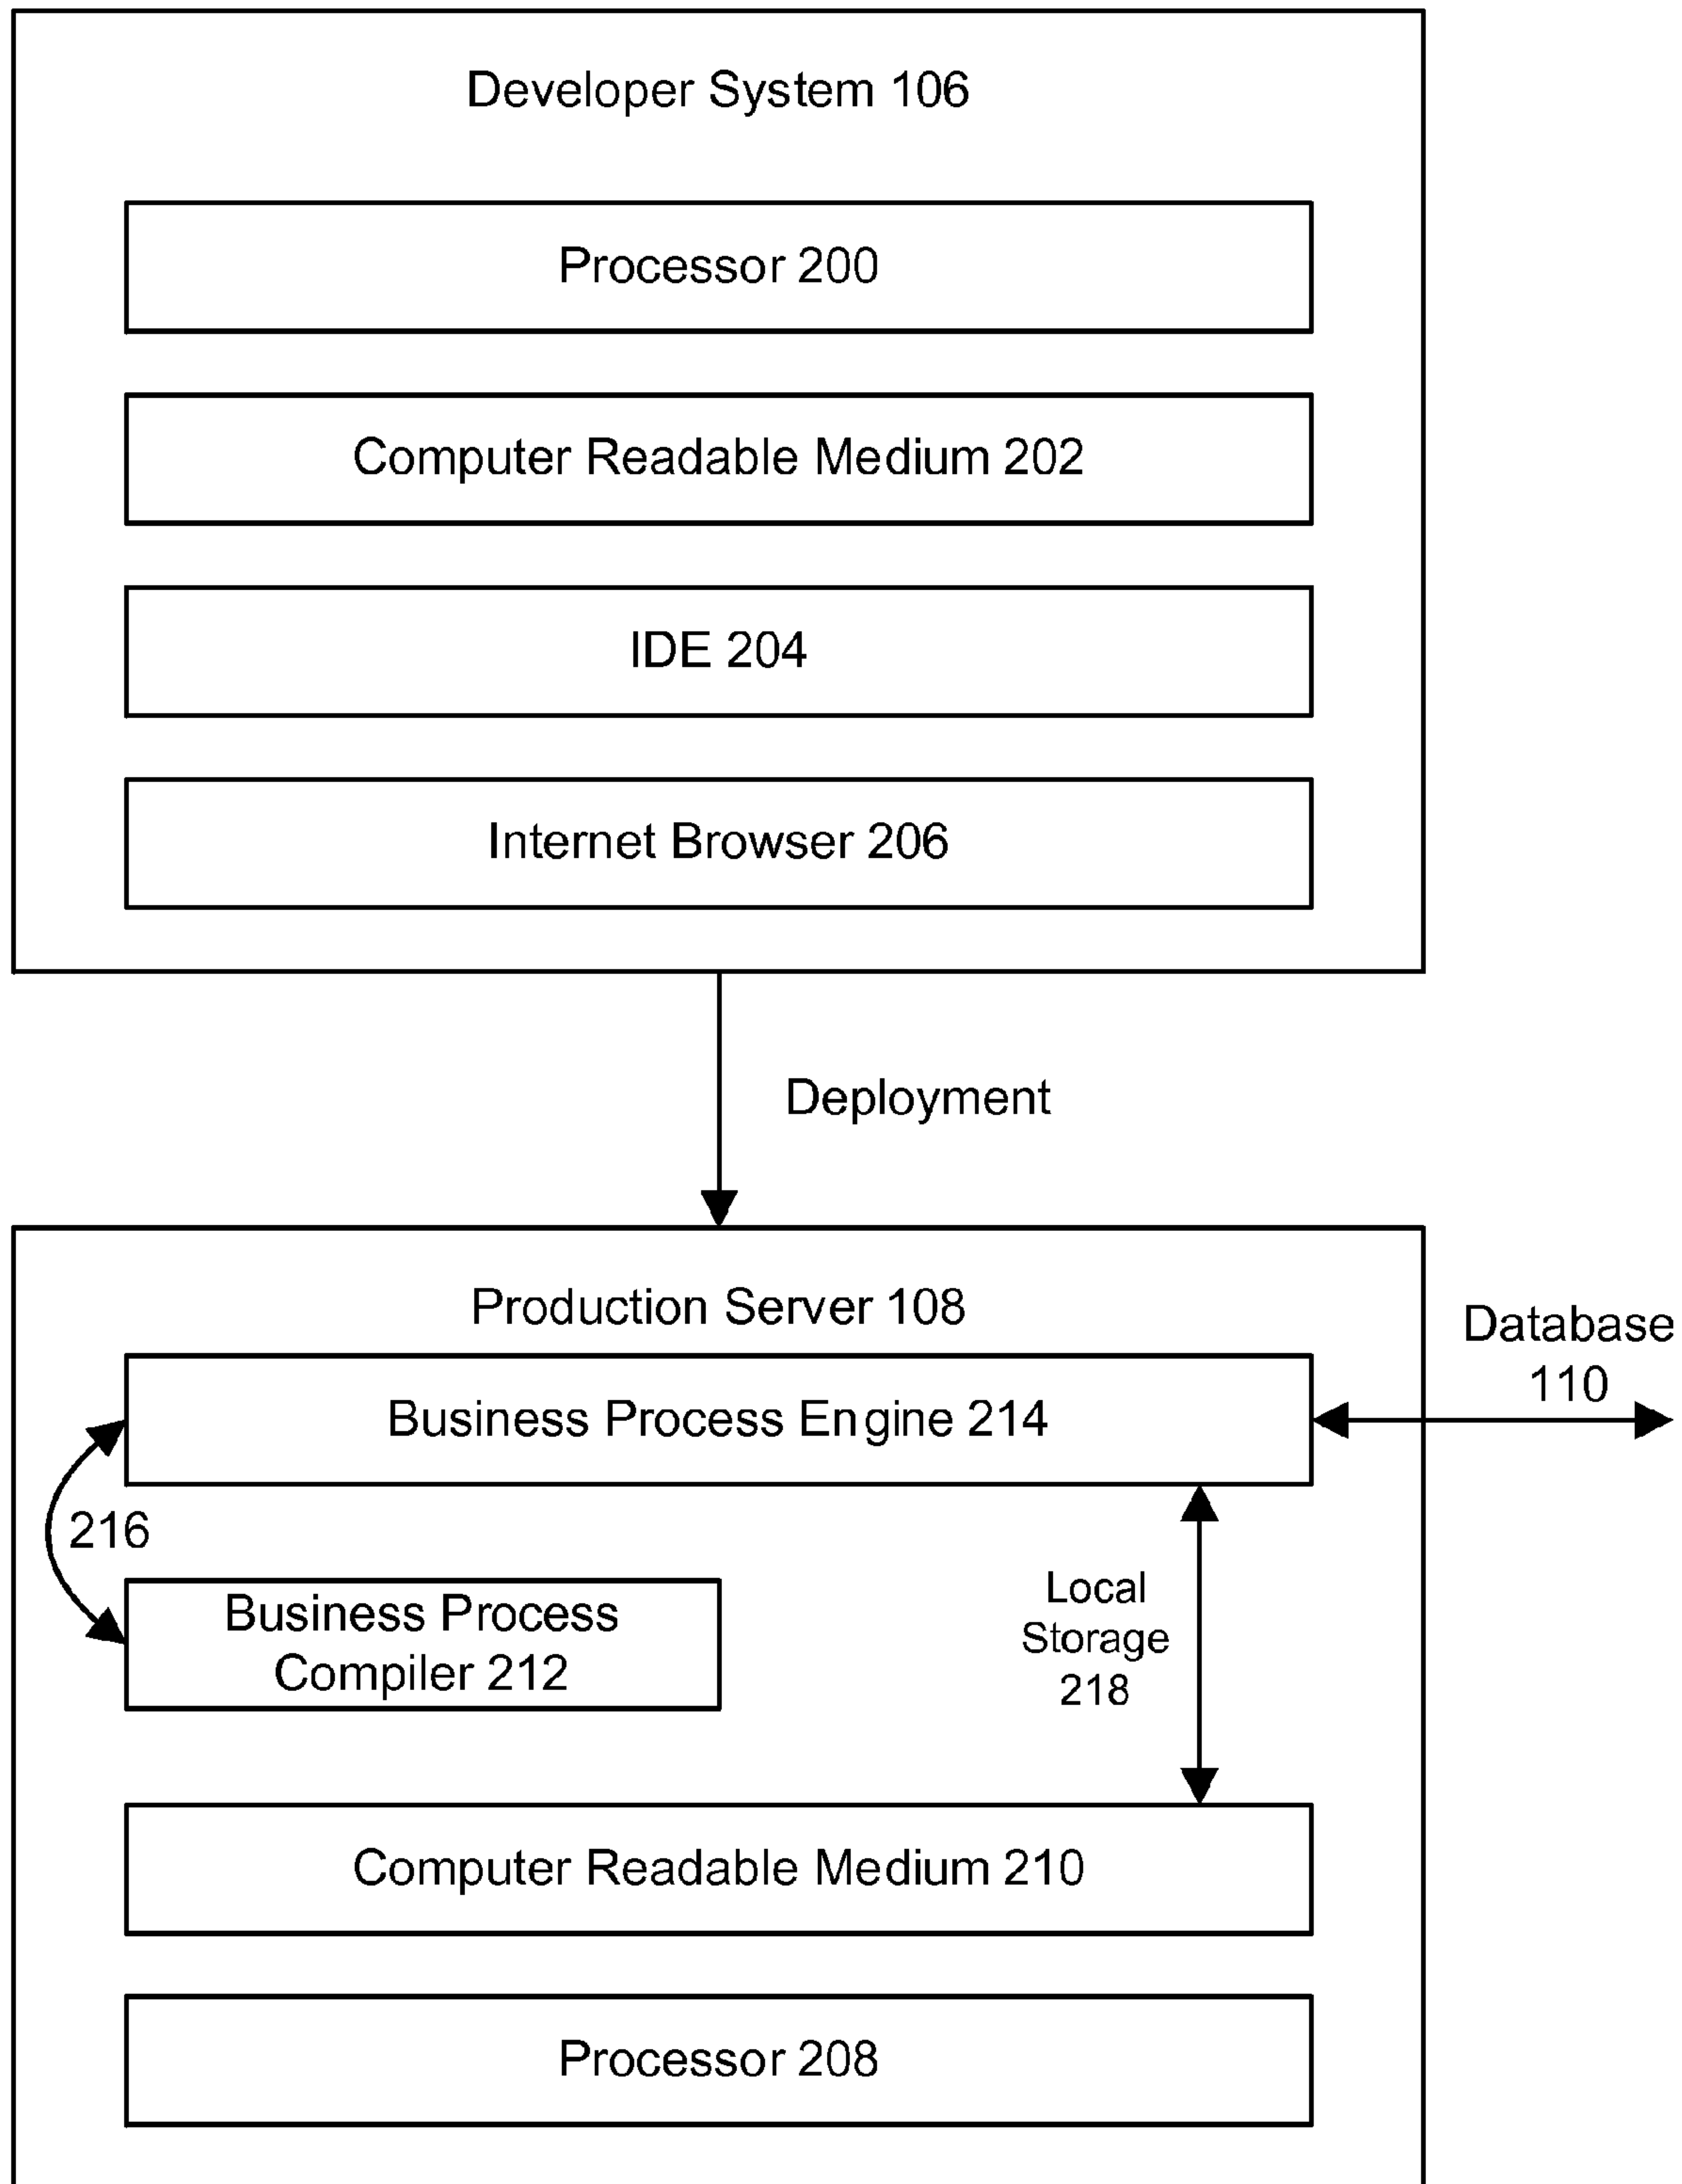 Developer System 106
Processor 200
Computer Readable Medium 202
IDE 204
Internet Browser 206
Deployment
Production Server 108
Database
110
Business Process Engine 214
216
Business Process
Compiler 212
Local
Storage
218
Computer Readable Medium 210
Processor 208